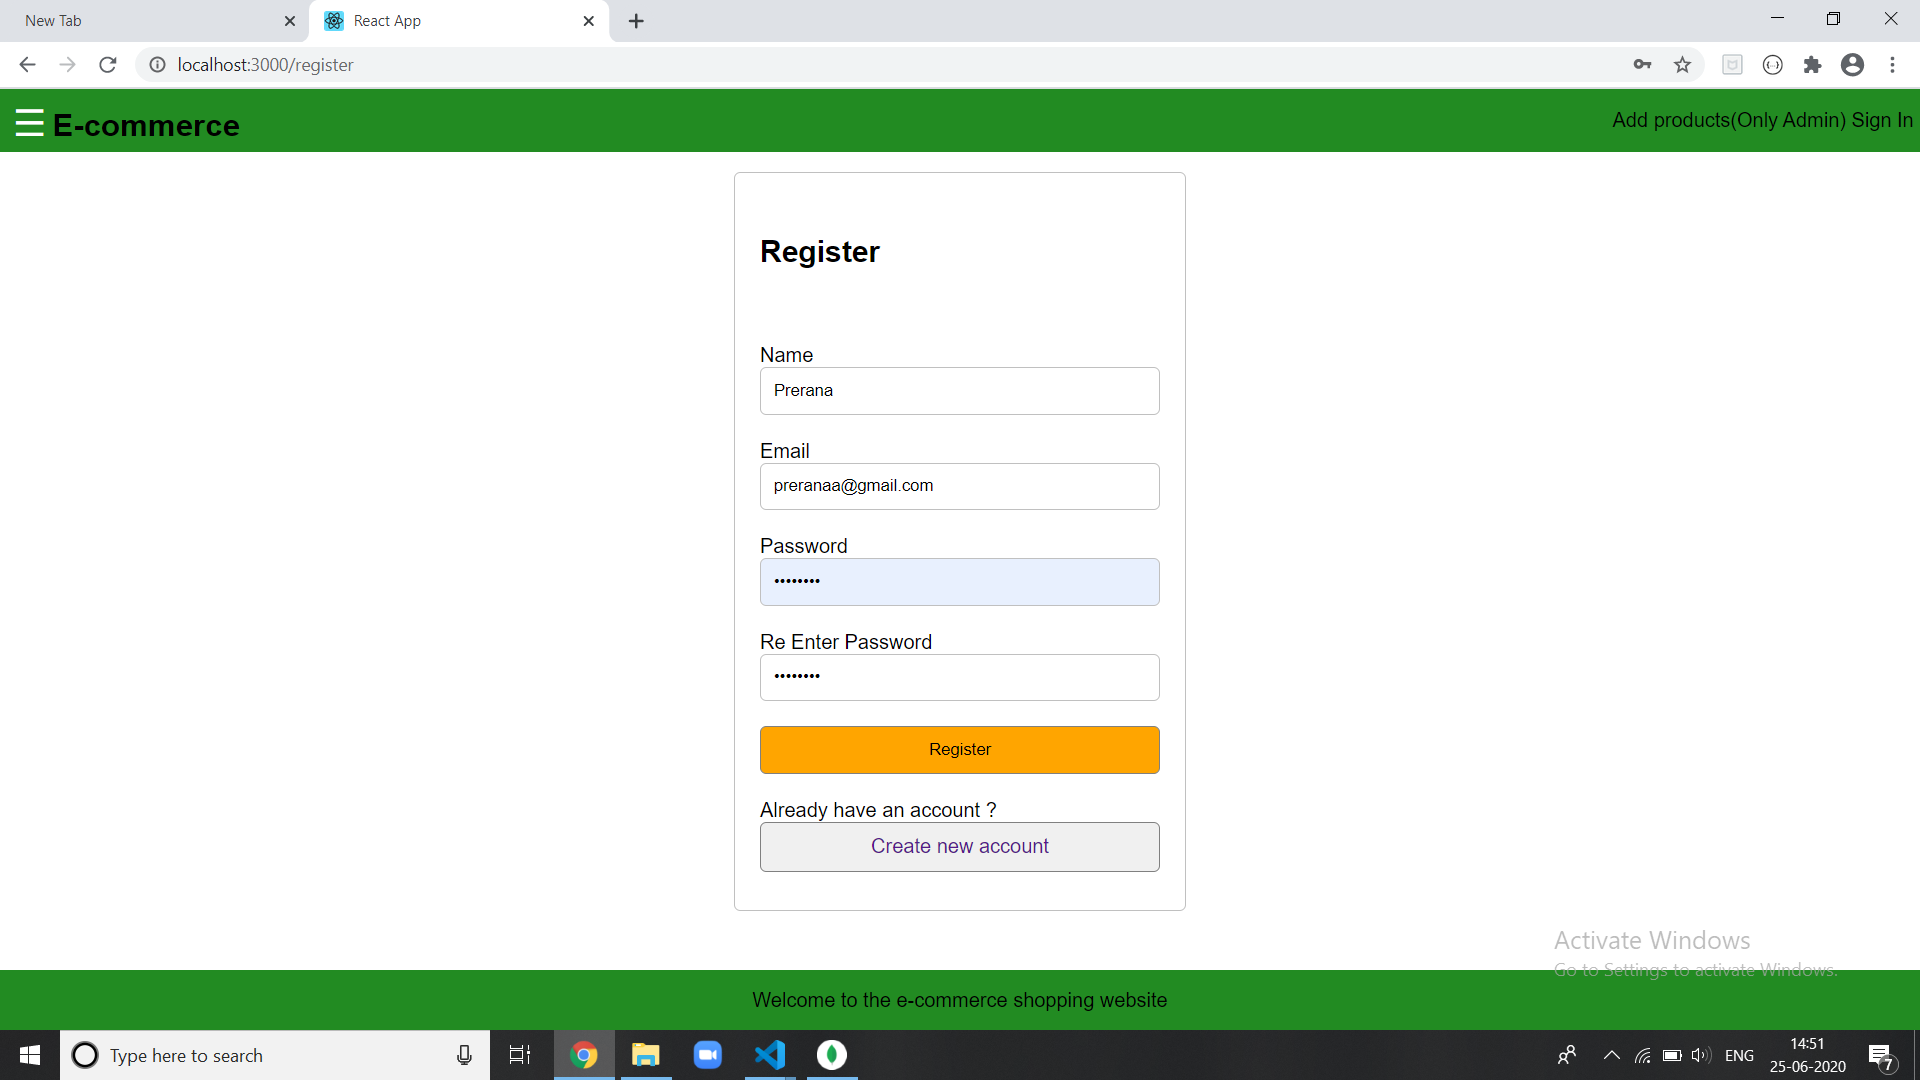 New Tab
React App
localhost:3000/register
☰ E-commerce
Add products(Only Admin) Sign In
Register
Name
Prerana
Email
preranaa@gmail.com
Password
••••••••
Re Enter Password
••••••••
Register
Already have an account ?
Create new account
Activate Windows
Go to Settings to activate Windows.
Welcome to the e-commerce shopping website
Type here to search
ENG
14:51
25-06-2020
7